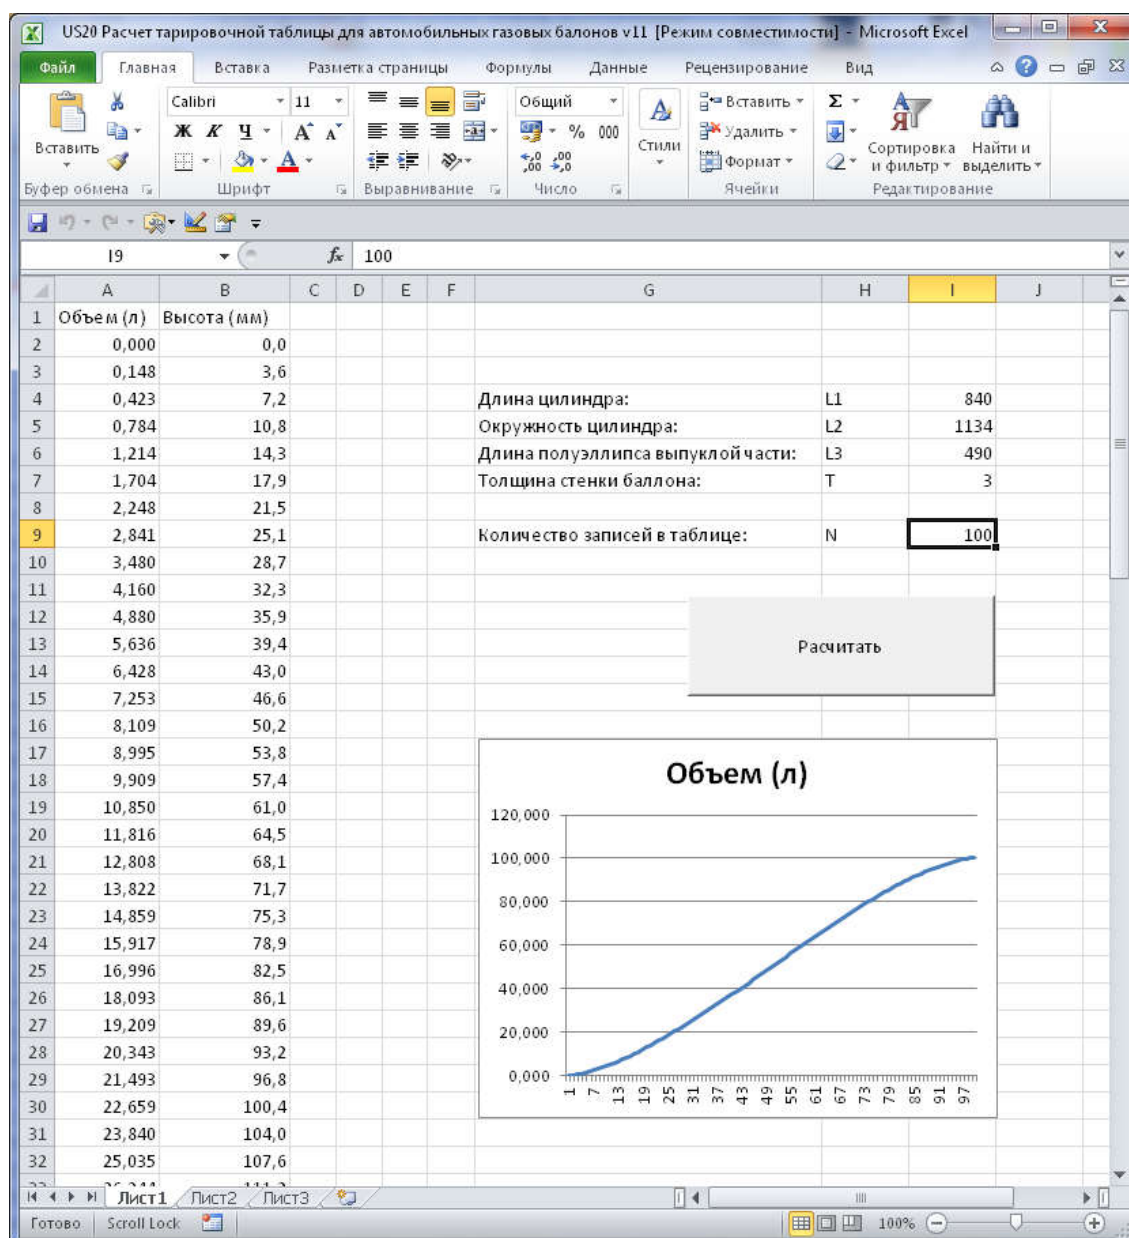 US20 Расчет тарировочной таблицы для автомобильных газовых балонов v11 [Режим совместимости] - Microsoft Excel
Файл Главная Вставка Разметка страницы Формулы Данные Рецензирование Вид
Вставить
Буфер обмена
Calibri 11
Ж К Ч
Шрифт
Выравнивание
Общий
% 000
Число
Стили
Вставить
Удалить
Формат
Ячейки
Сортировка и фильтр
Найти и выделить
Редактирование
I9 fx 100
A B C D E F G H I J
1 Объем (л) Высота (мм)
2 0,000 0,0
3 0,148 3,6
4 0,423 7,2 Длина цилиндра: L1 840
5 0,784 10,8 Окружность цилиндра: L2 1134
6 1,214 14,3 Длина полуэллипса выпуклой части: L3 490
7 1,704 17,9 Толщина стенки баллона: T 3
8 2,248 21,5
9 2,841 25,1 Количество записей в таблице: N 100
10 3,480 28,7
11 4,160 32,3
12 4,880 35,9
13 5,636 39,4 Расчитать
14 6,428 43,0
15 7,253 46,6
16 8,109 50,2
17 8,995 53,8
18 9,909 57,4
19 10,850 61,0
20 11,816 64,5
21 12,808 68,1
22 13,822 71,7
23 14,859 75,3
24 15,917 78,9
25 16,996 82,5
26 18,093 86,1
27 19,209 89,6
28 20,343 93,2
29 21,493 96,8
30 22,659 100,4
31 23,840 104,0
32 25,035 107,6
Объем (л)
120,000
100,000
80,000
60,000
40,000
20,000
0,000
1 7 13 19 25 31 37 43 49 55 61 67 73 79 85 91 97
Лист1 Лист2 Лист3
Готово Scroll Lock 100%